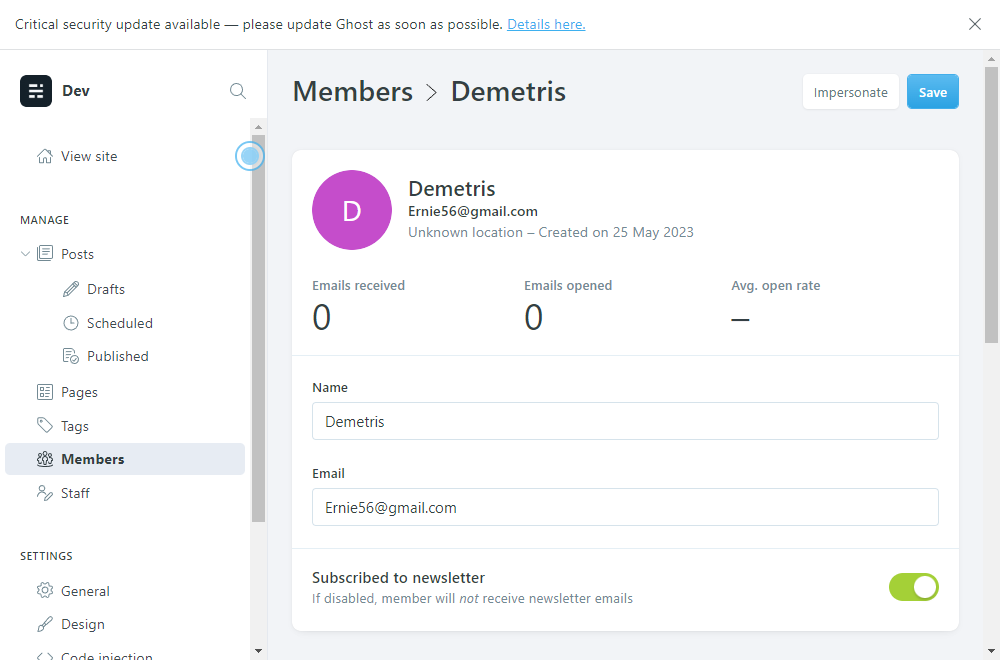 Critical security update available — please update Ghost as soon as possible. Details here.
Dev
View site
MANAGE
Posts
Drafts
Scheduled
Published
Pages
Tags
Members
Staff
SETTINGS
General
Design
Code injection
Members > Demetris
Impersonate
Save
D
Demetris
Ernie56@gmail.com
Unknown location – Created on 25 May 2023
Emails received
0
Emails opened
0
Avg. open rate
–
Name
Demetris
Email
Ernie56@gmail.com
Subscribed to newsletter
If disabled, member will not receive newsletter emails